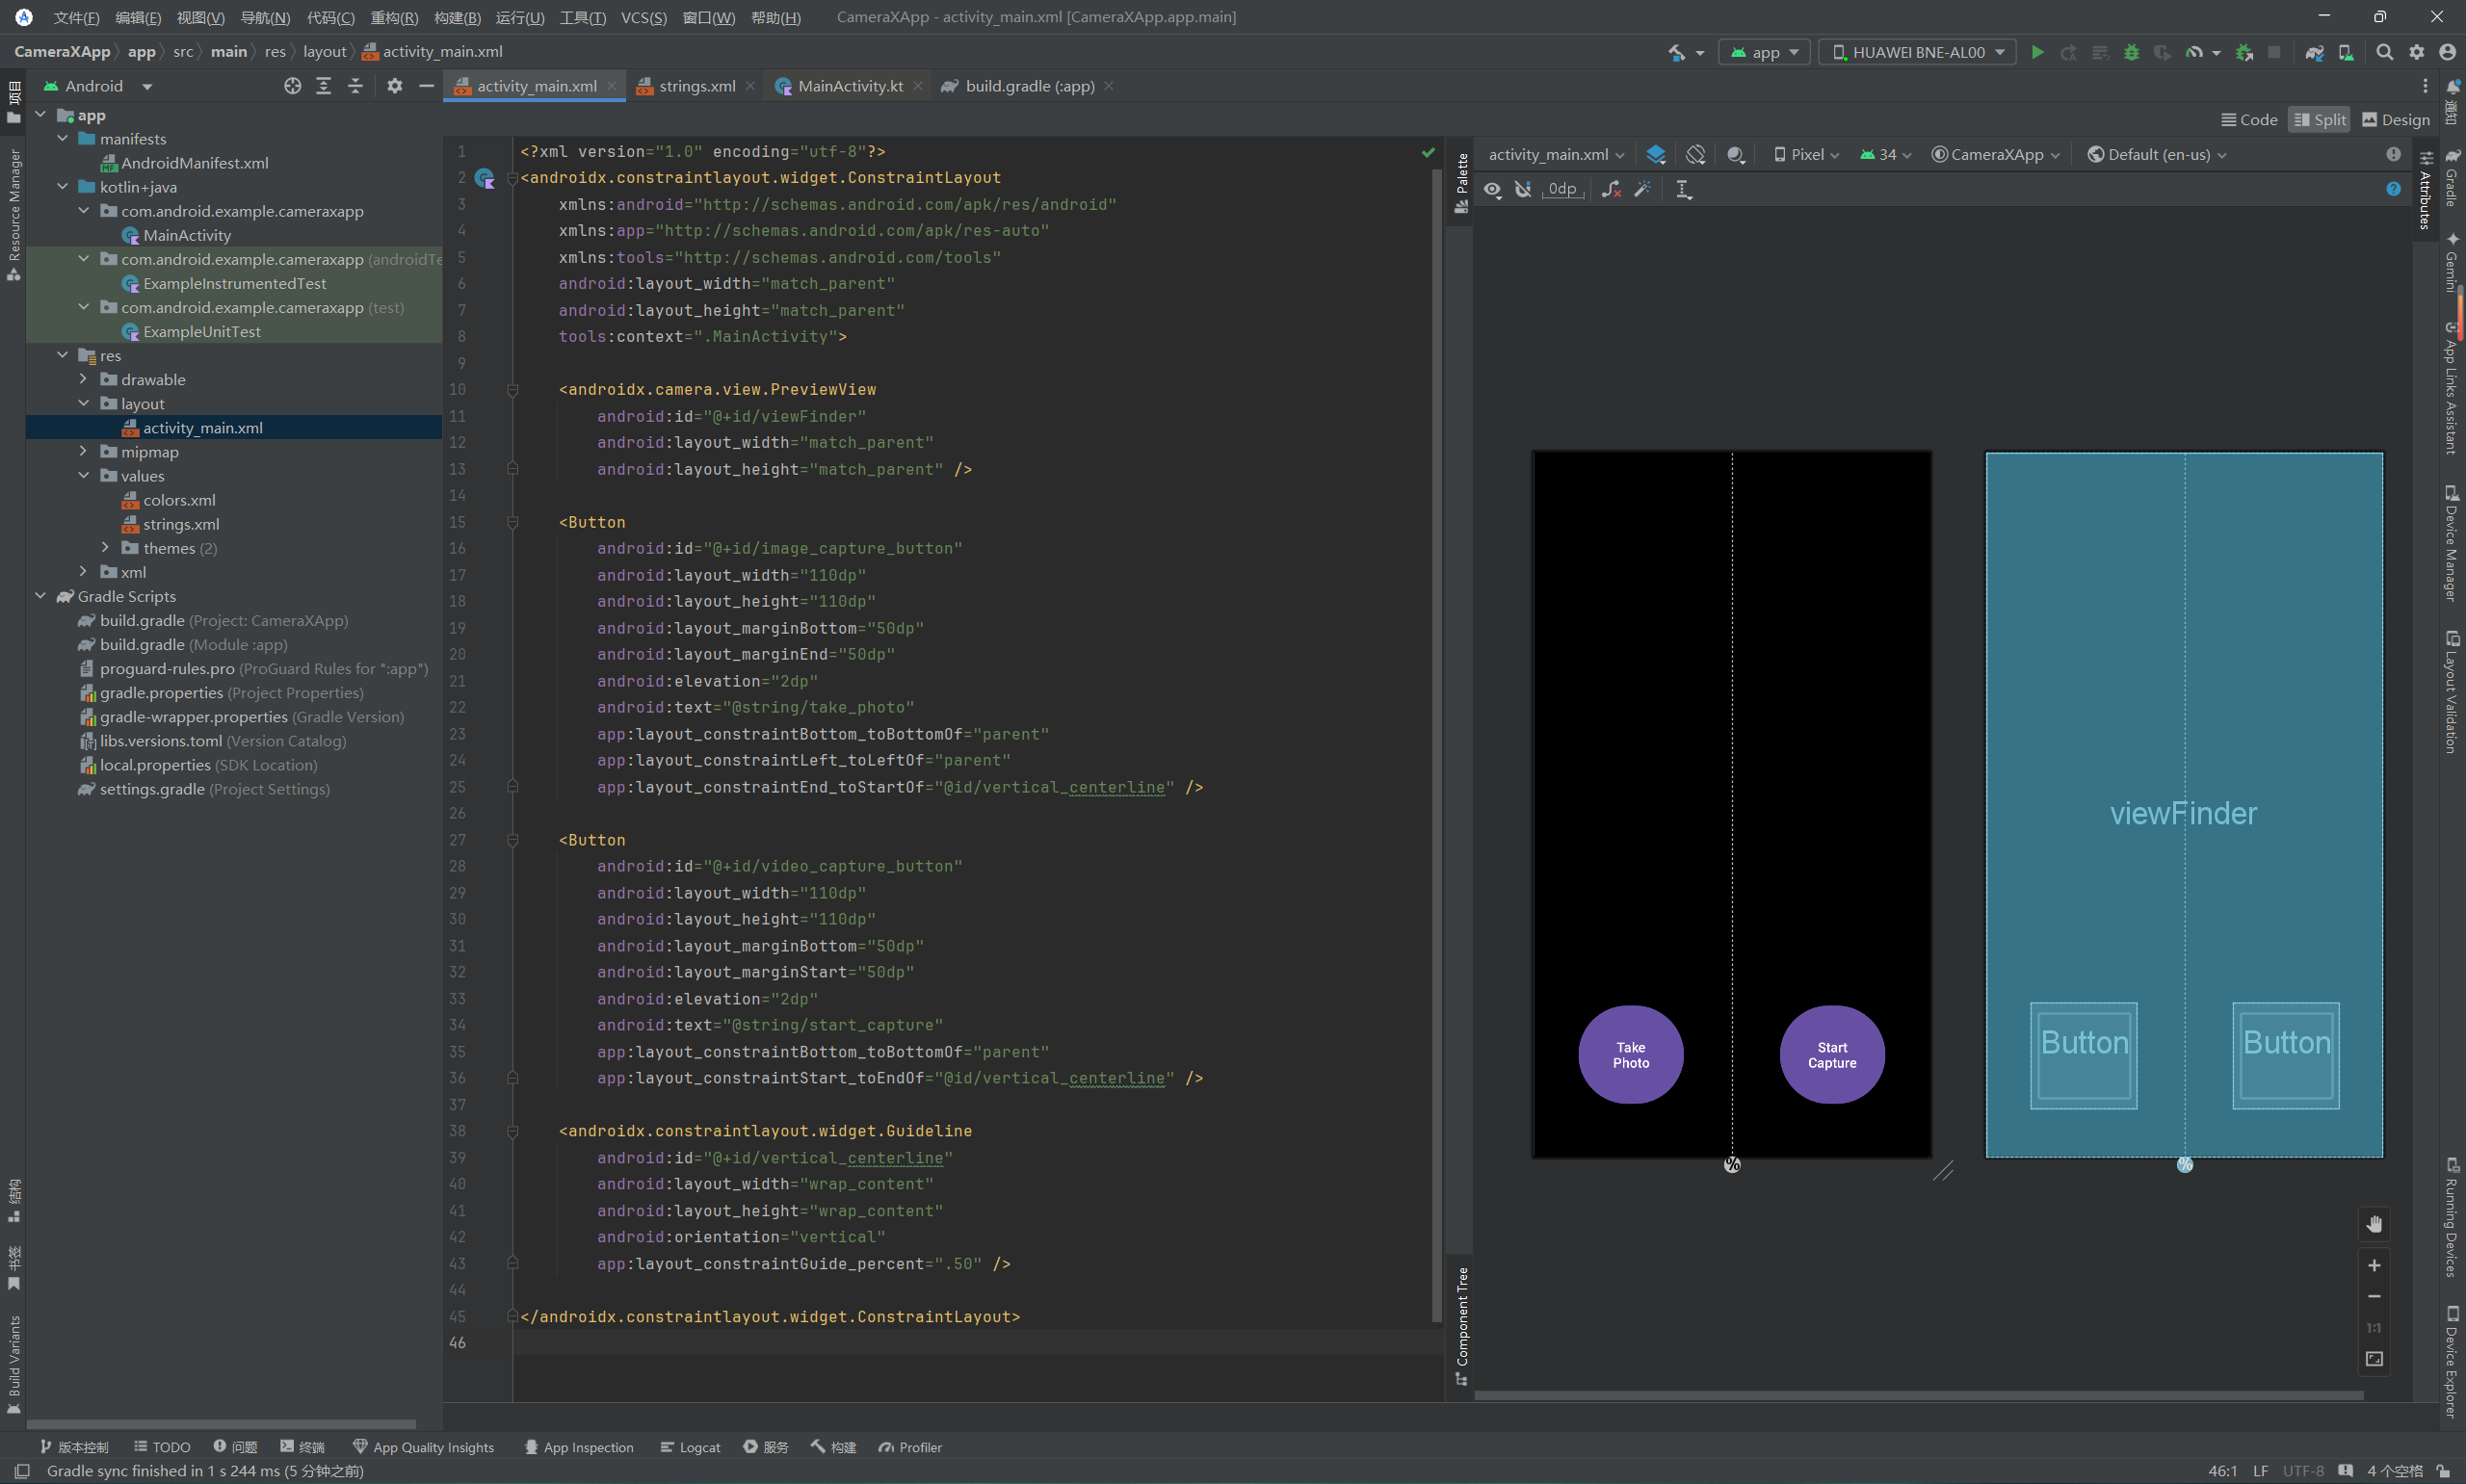 文件(F) 编辑(E) 视图(V) 导航(N) 代码(C) 重构(R) 构建(B) 运行(U) 工具(T) VCS(S) 窗口(W) 帮助(H) CameraXApp - activity_main.xml [CameraXApp.app.main]
CameraXApp app src main res layout activity_main.xml
app HUAWEI BNE-AL00
Android
activity_main.xml strings.xml MainActivity.kt build.gradle (:app)
Code Split Design
项目
Resource Manager
结构
书签
Build Variants
app
manifests
AndroidManifest.xml
kotlin+java
com.android.example.cameraxapp
MainActivity
com.android.example.cameraxapp (androidTe
ExampleInstrumentedTest
com.android.example.cameraxapp (test)
ExampleUnitTest
res
drawable
layout
activity_main.xml
mipmap
values
colors.xml
strings.xml
themes (2)
xml
Gradle Scripts
build.gradle (Project: CameraXApp)
build.gradle (Module :app)
proguard-rules.pro (ProGuard Rules for ":app")
gradle.properties (Project Properties)
gradle-wrapper.properties (Gradle Version)
libs.versions.toml (Version Catalog)
local.properties (SDK Location)
settings.gradle (Project Settings)
1 <?xml version="1.0" encoding="utf-8"?>
2 <androidx.constraintlayout.widget.ConstraintLayout
3 xmlns:android="http://schemas.android.com/apk/res/android"
4 xmlns:app="http://schemas.android.com/apk/res-auto"
5 xmlns:tools="http://schemas.android.com/tools"
6 android:layout_width="match_parent"
7 android:layout_height="match_parent"
8 tools:context=".MainActivity">
9
10 <androidx.camera.view.PreviewView
11 android:id="@+id/viewFinder"
12 android:layout_width="match_parent"
13 android:layout_height="match_parent" />
14
15 <Button
16 android:id="@+id/image_capture_button"
17 android:layout_width="110dp"
18 android:layout_height="110dp"
19 android:layout_marginBottom="50dp"
20 android:layout_marginEnd="50dp"
21 android:elevation="2dp"
22 android:text="@string/take_photo"
23 app:layout_constraintBottom_toBottomOf="parent"
24 app:layout_constraintLeft_toLeftOf="parent"
25 app:layout_constraintEnd_toStartOf="@id/vertical_centerline" />
26
27 <Button
28 android:id="@+id/video_capture_button"
29 android:layout_width="110dp"
30 android:layout_height="110dp"
31 android:layout_marginBottom="50dp"
32 android:layout_marginStart="50dp"
33 android:elevation="2dp"
34 android:text="@string/start_capture"
35 app:layout_constraintBottom_toBottomOf="parent"
36 app:layout_constraintStart_toEndOf="@id/vertical_centerline" />
37
38 <androidx.constraintlayout.widget.Guideline
39 android:id="@+id/vertical_centerline"
40 android:layout_width="wrap_content"
41 android:layout_height="wrap_content"
42 android:orientation="vertical"
43 app:layout_constraintGuide_percent=".50" />
44
45 </androidx.constraintlayout.widget.ConstraintLayout>
46
Palette
Component Tree
activity_main.xml Pixel 34 CameraXApp Default (en-us)
0dp
Take
Photo
Start
Capture
%
viewFinder
Button
Button
%
1:1
Attributes
通知
Gradle
Gemini
App Links Assistant
Device Manager
Layout Validation
Running Devices
Device Explorer
版本控制 TODO 问题 终端 App Quality Insights App Inspection Logcat 服务 构建 Profiler
Gradle sync finished in 1 s 244 ms (5 分钟之前) 46:1 LF UTF-8 4 个空格